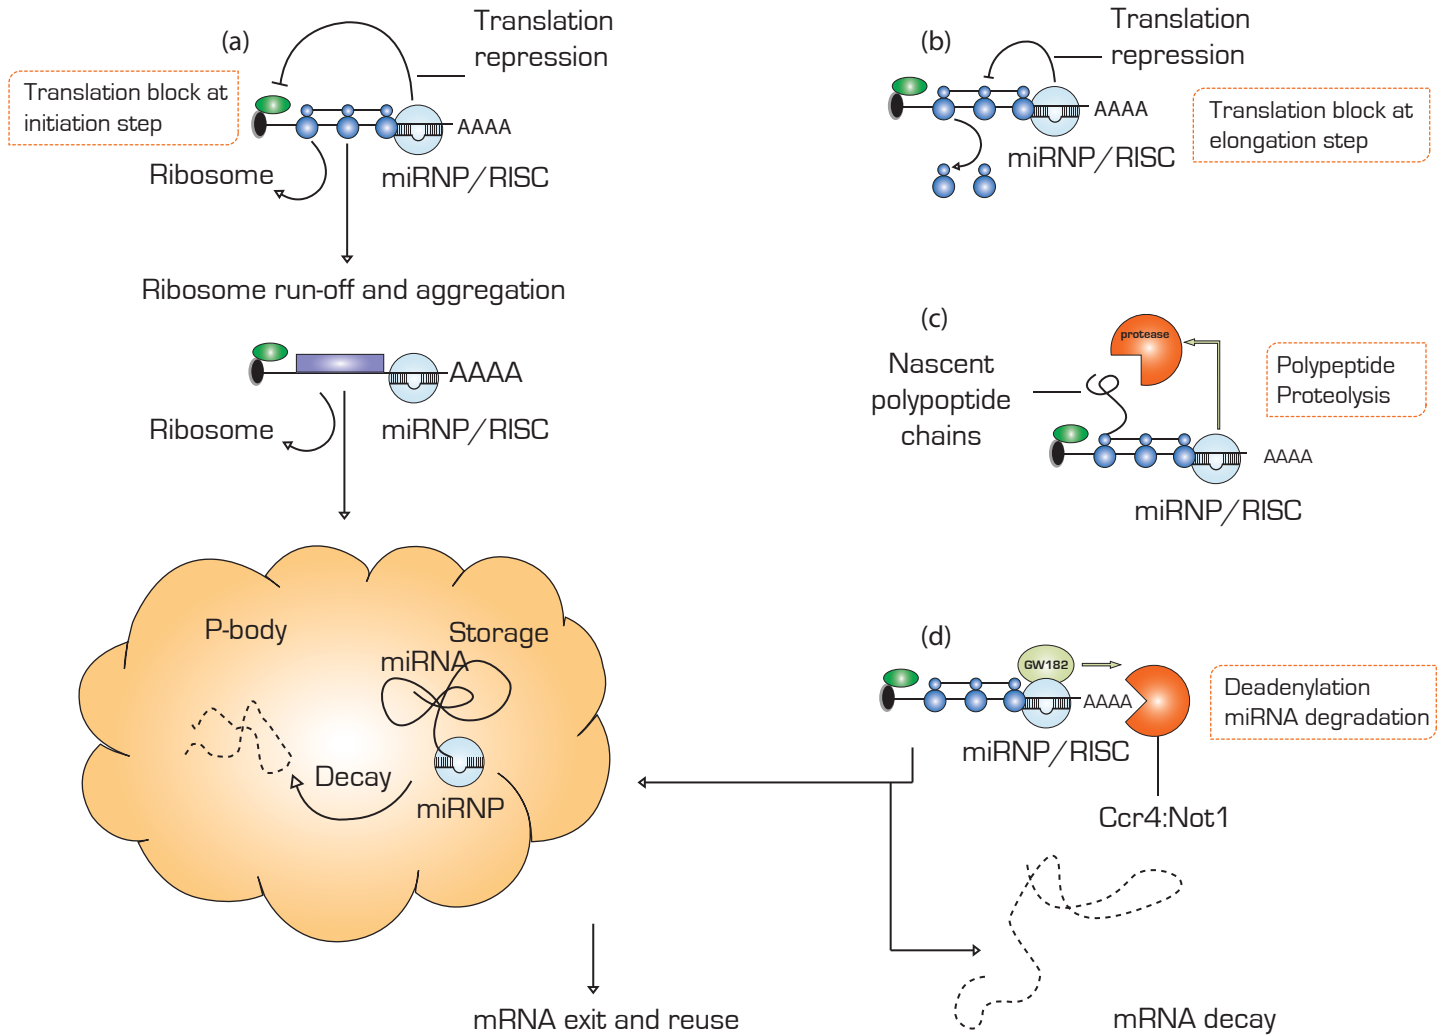 (a)
Translation
repression
Translation block at
initiation step
AAAA
Ribosome
miRNP/RISC
Ribosome run-off and aggregation
AAAA
Ribosome
miRNP/RISC
P-body
Storage
miRNA
Decay
miRNP
mRNA exit and reuse
(b)
Translation
repression
AAAA
Translation block at
elongation step
miRNP/RISC
(c)
protease
Nascent
polypoptide
chains
Polypeptide
Proteolysis
AAAA
miRNP/RISC
(d)
GW182
AAAA
Deadenylation
miRNA degradation
miRNP/RISC
Ccr4:Not1
mRNA decay